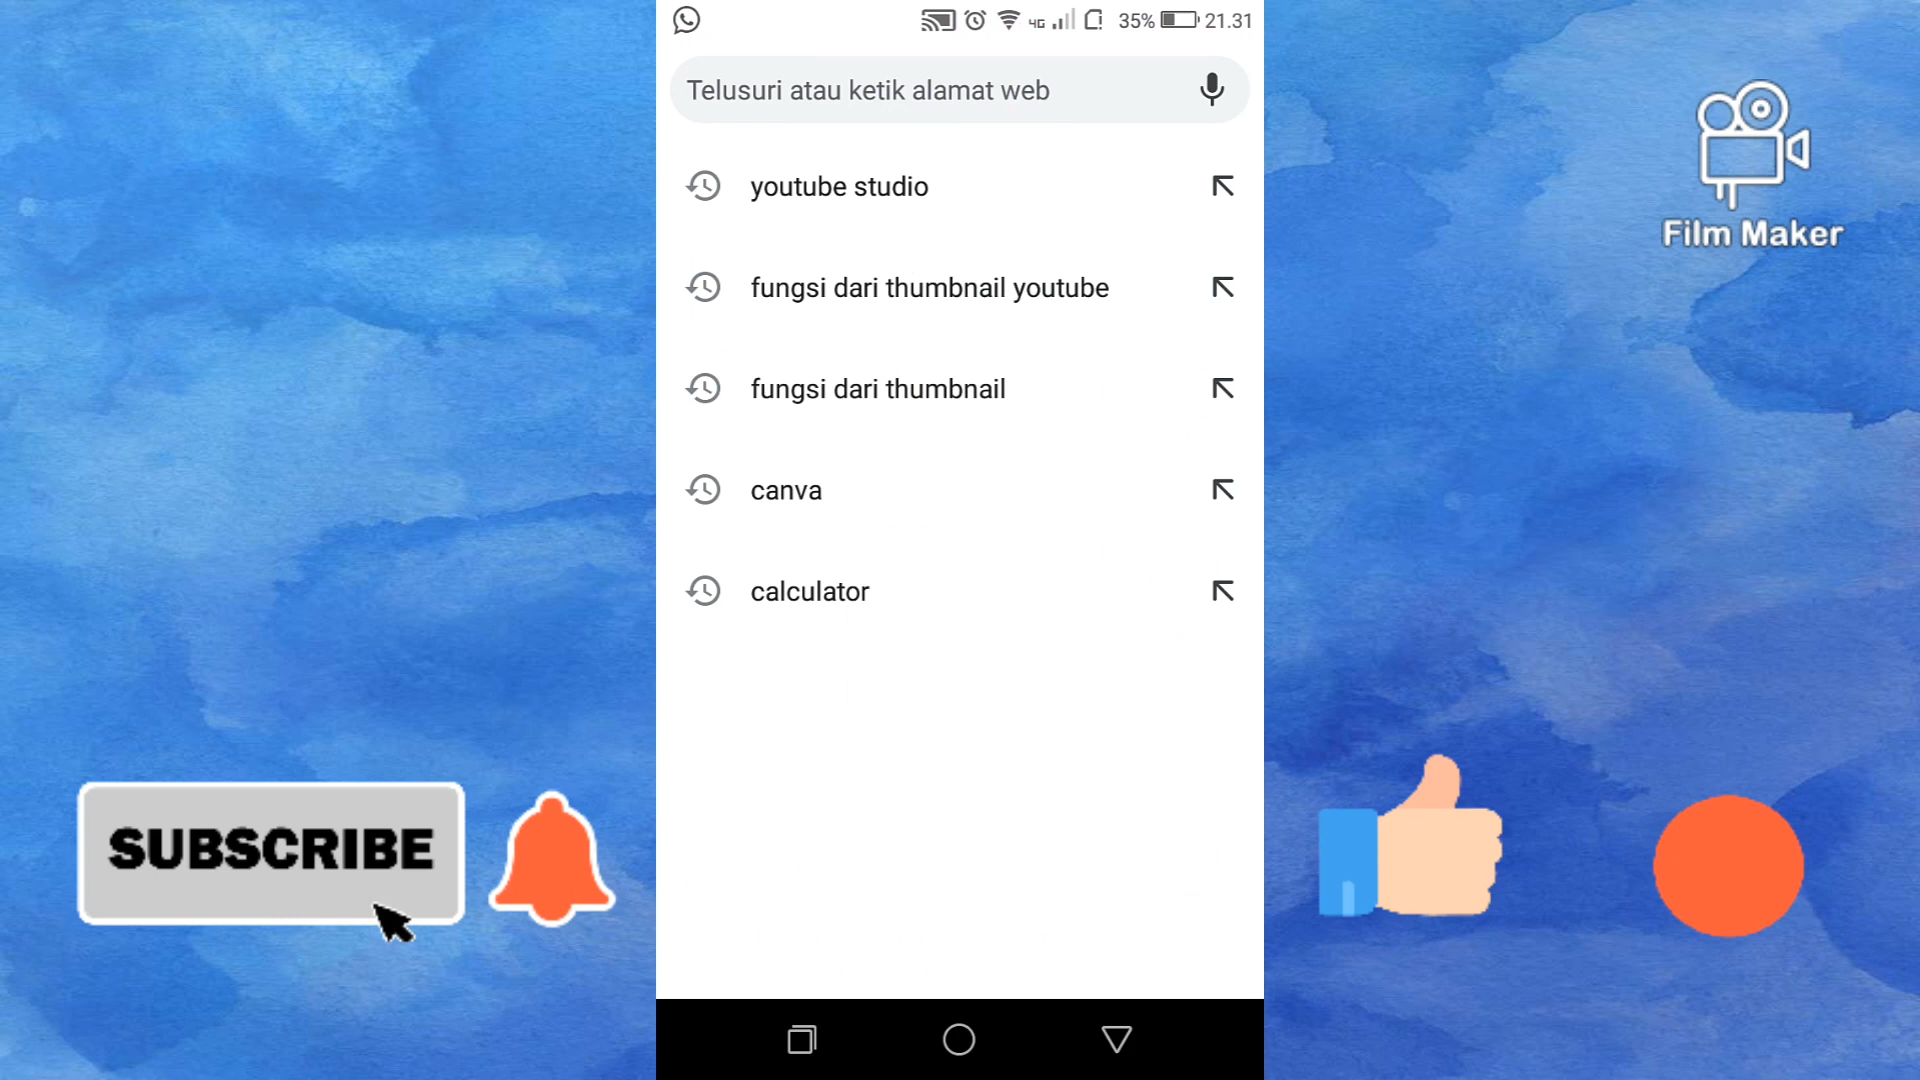 4G 35% 21.31
Telusuri atau ketik alamat web
youtube studio
fungsi dari thumbnail youtube
fungsi dari thumbnail
canva
calculator
Film Maker
SUBSCRIBE